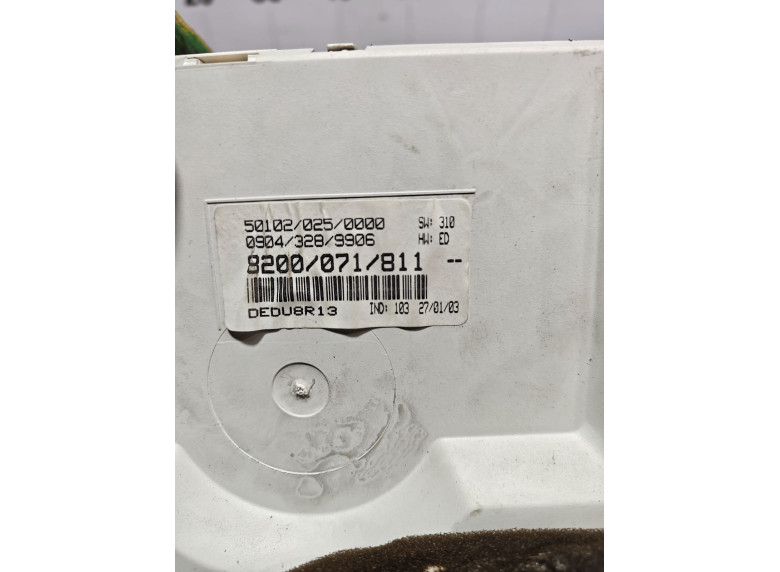 50102/025/0000 SW: 310
0904/328/9906 HW: ED
8200/071/811 --
DEDU8R13 IND: 103 27/01/03